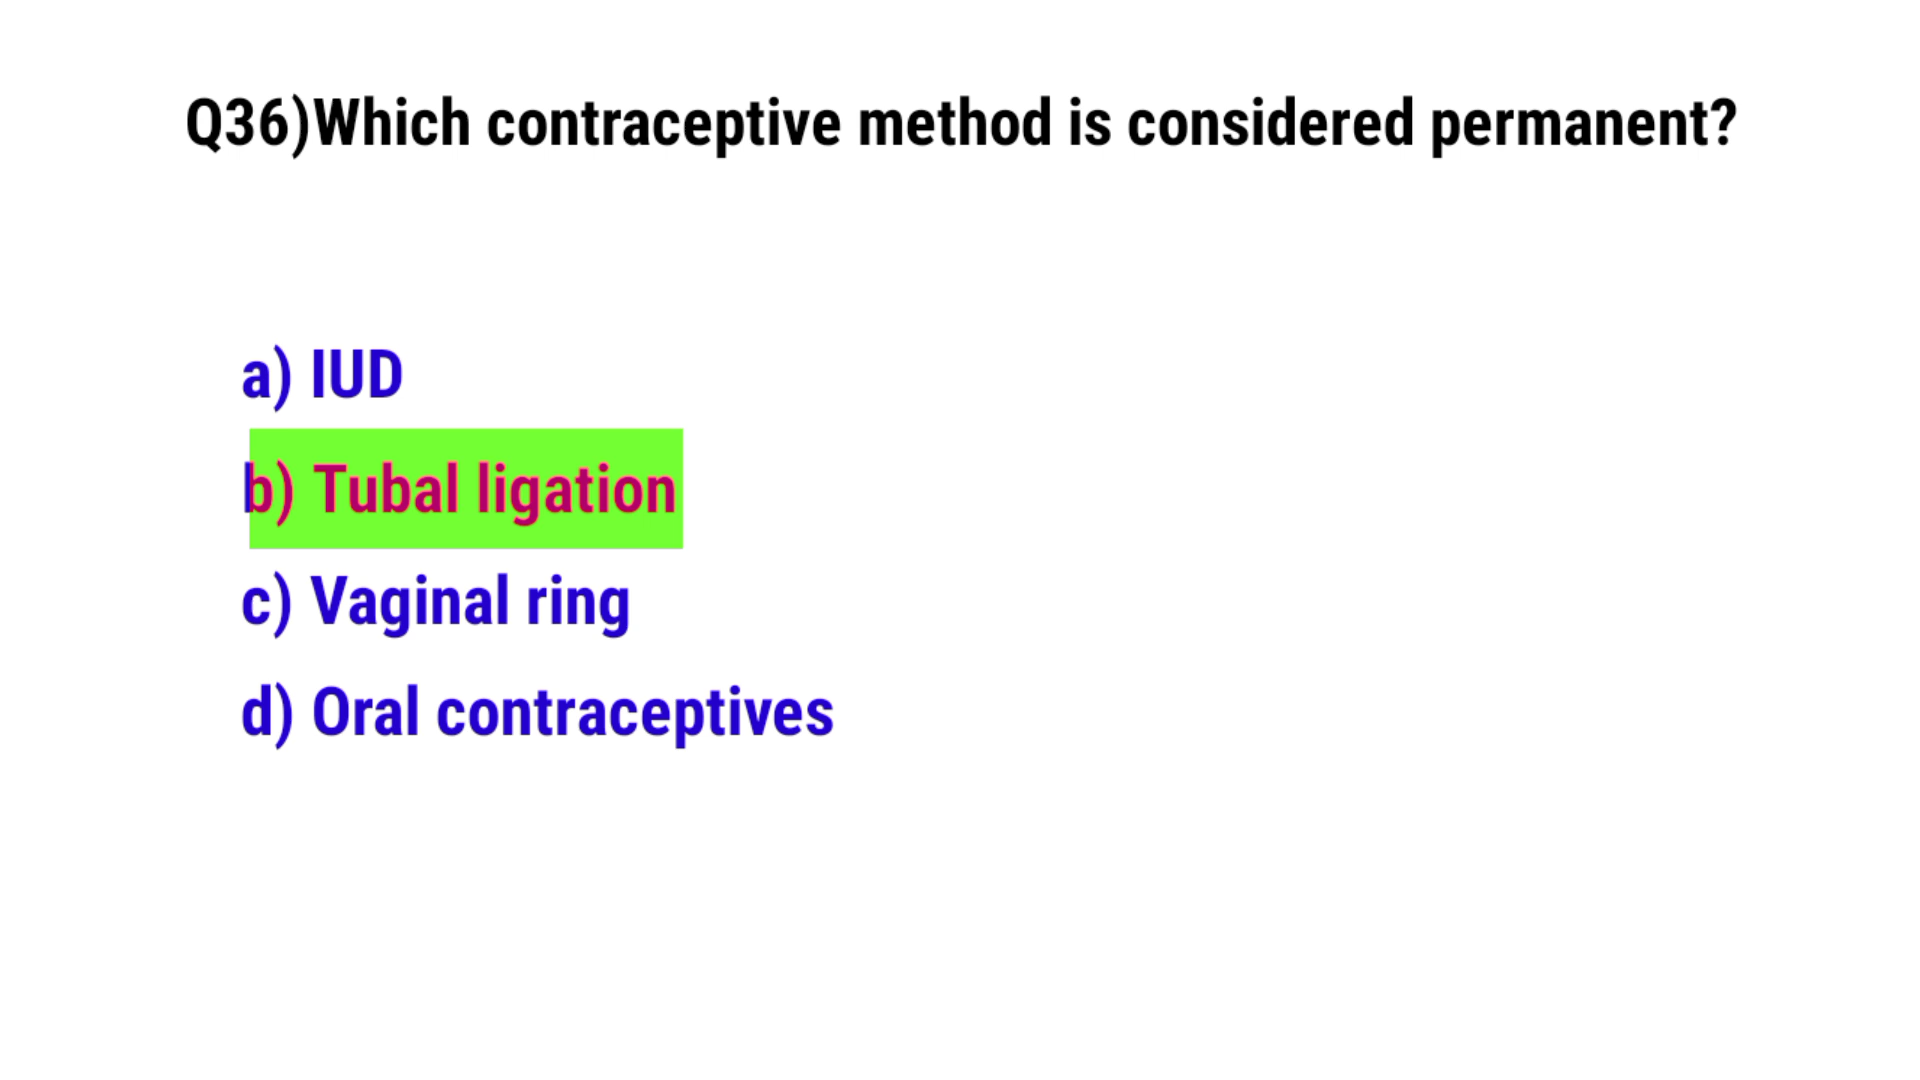 Q36)Which contraceptive method is considered permanent?
a) IUD
b) Tubal ligation
c) Vaginal ring
d) Oral contraceptives